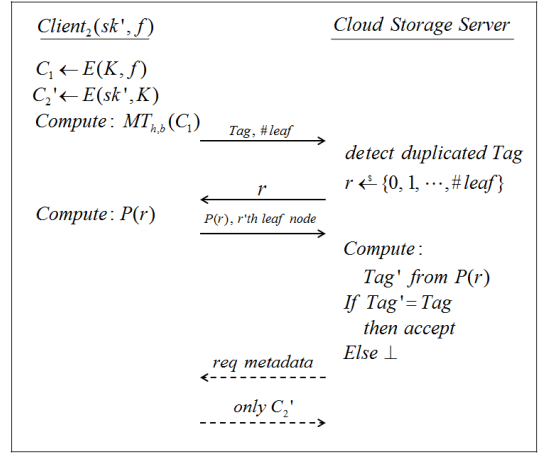 Client₂(sk', f)
Cloud Storage Server
C₁ ← E(K, f)
C₂' ← E(sk', K)
Compute : MT_{h,b}(C₁)
Tag, #leaf
detect duplicated Tag
r ←$ {0, 1, ⋯, #leaf}
r
Compute : P(r)
P(r), r'th leaf node
Compute :
Tag' from P(r)
If Tag' = Tag
then accept
Else ⊥
req metadata
only C₂'